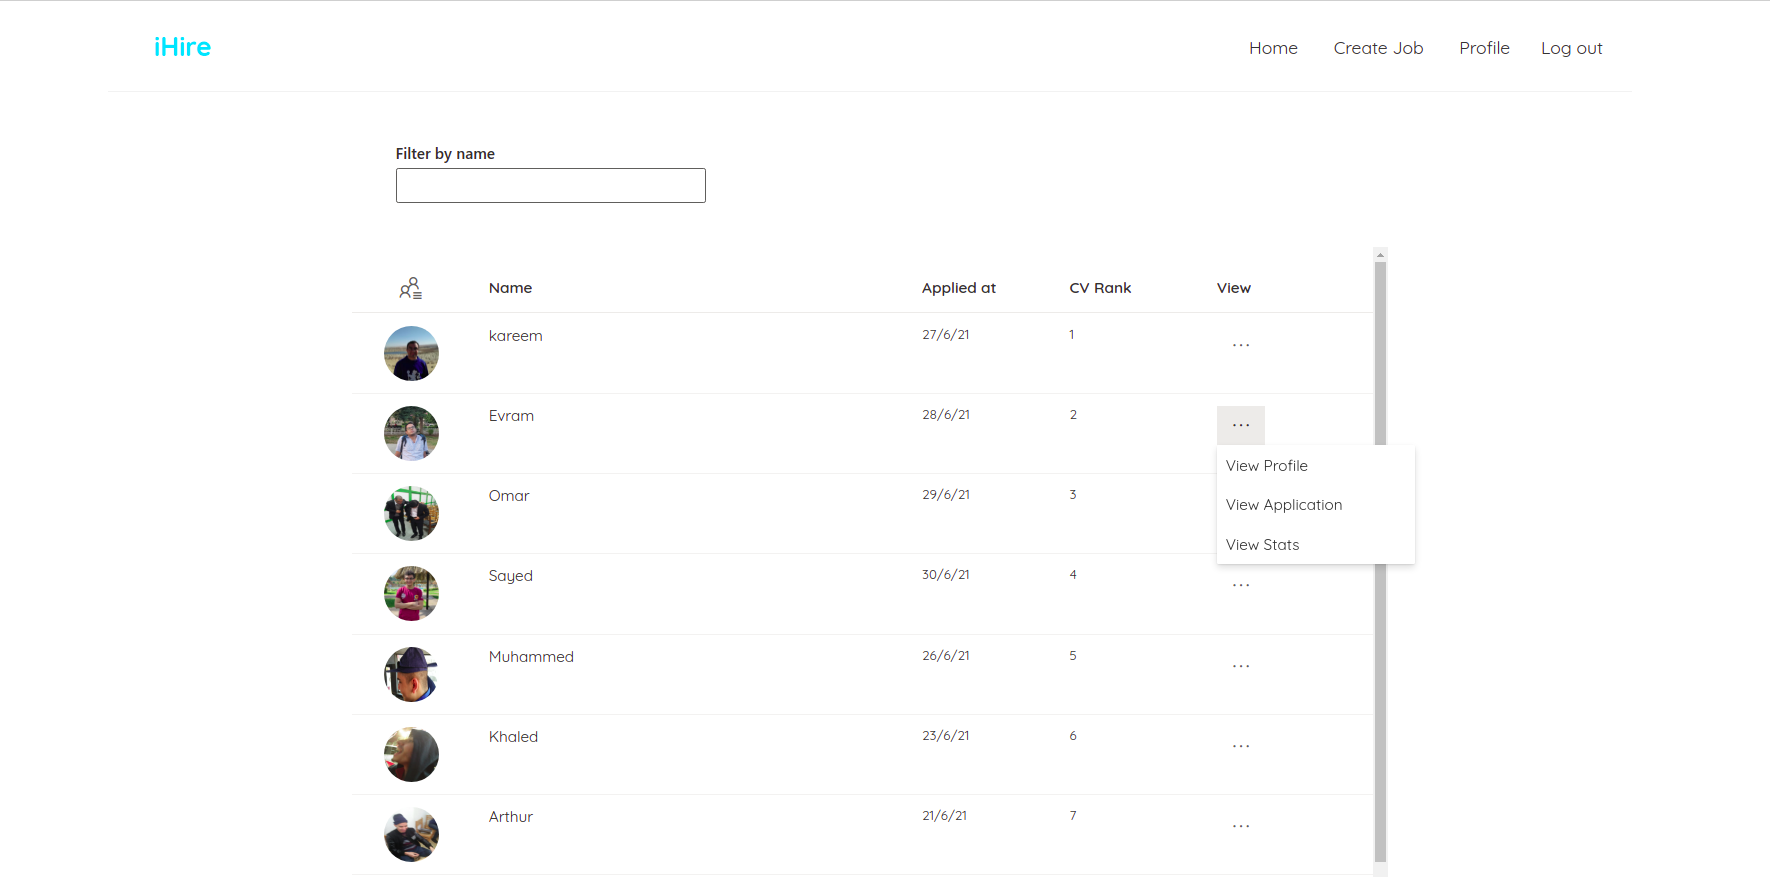 iHire Home Create Job Profile Log out
Filter by name
Name Applied at CV Rank View
kareem 27/6/21 1 ...
Evram 28/6/21 2 ...
View Profile
Omar 29/6/21 3
View Application
View Stats
Sayed 30/6/21 4 ...
Muhammed 26/6/21 5 ...
Khaled 23/6/21 6 ...
Arthur 21/6/21 7 ...